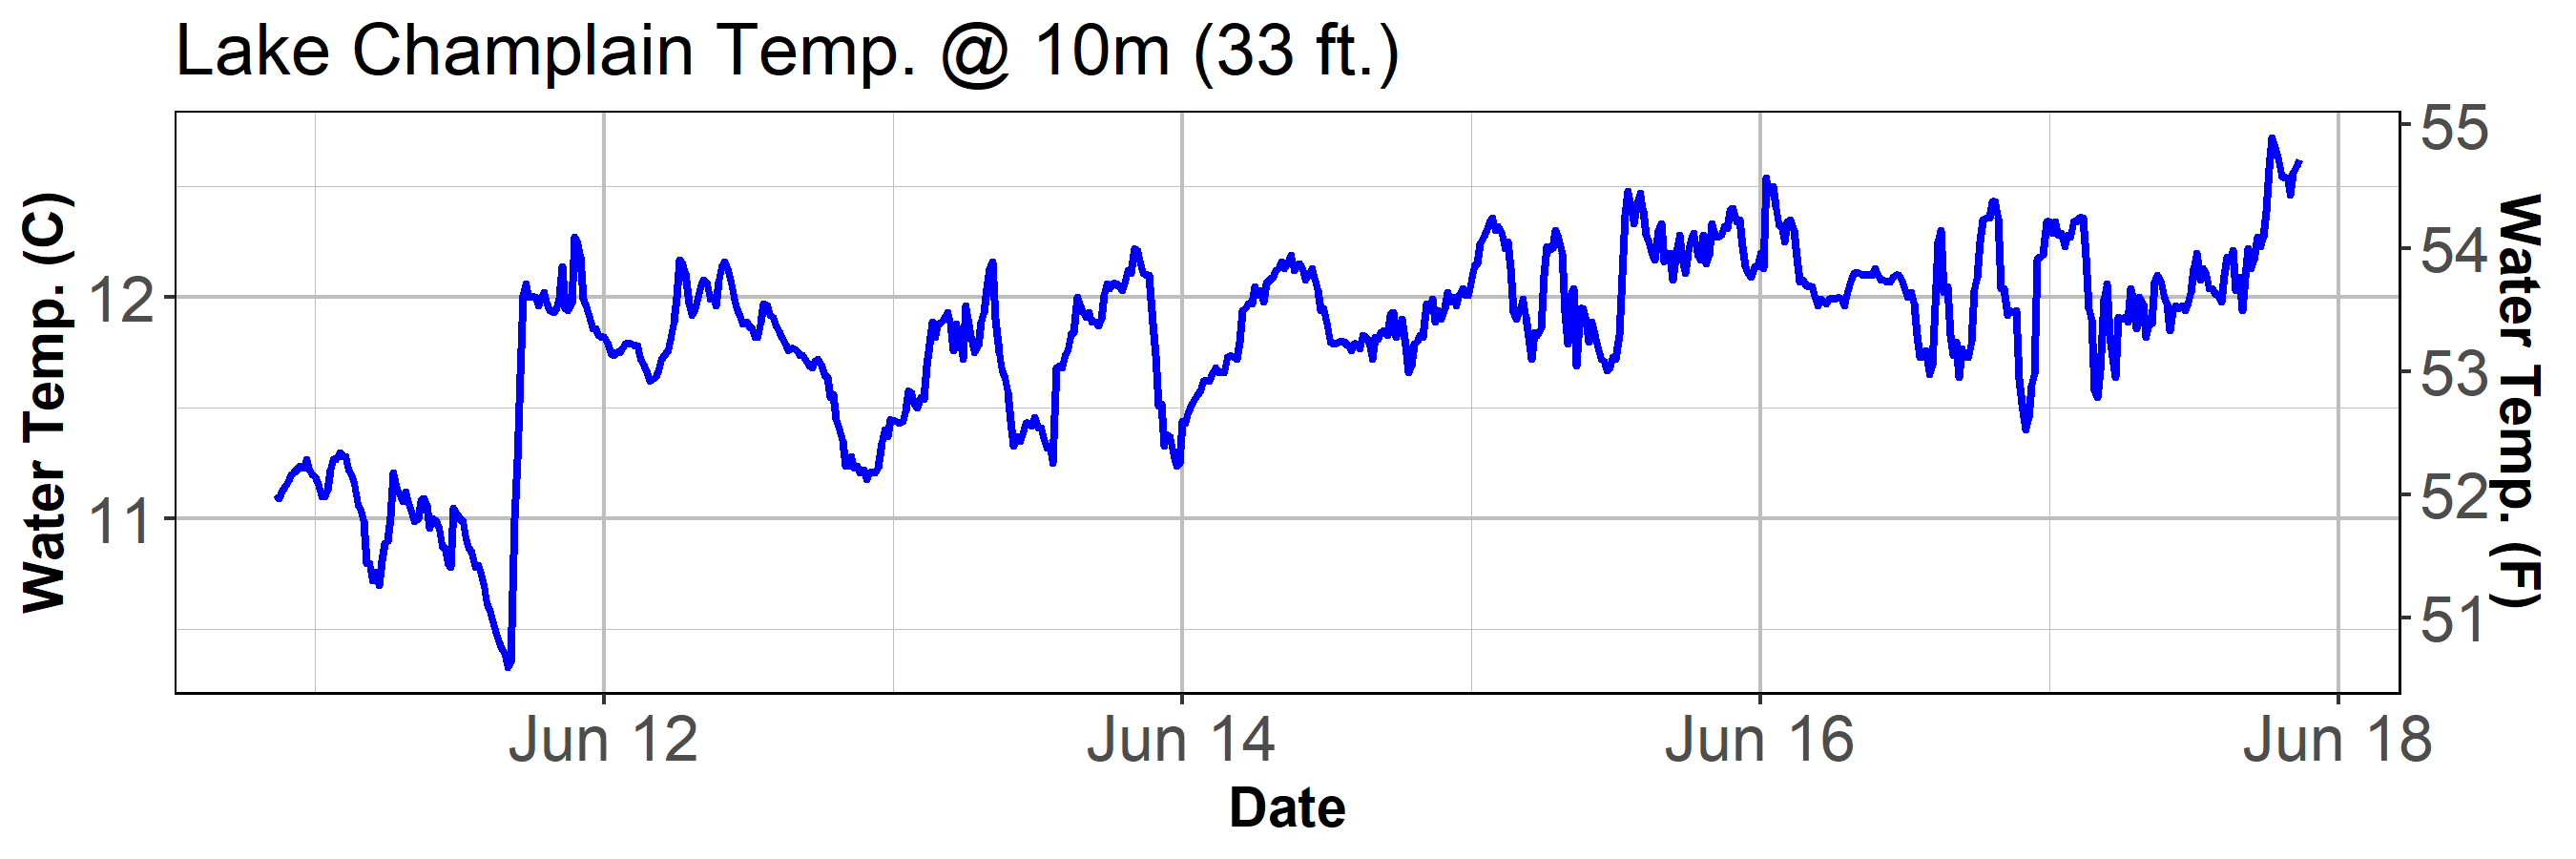 Lake Champlain Temp. @ 10m (33 ft.)
Water Temp. (C)
12
11
55
54
53
52
51
Water Temp. (F)
Jun 12
Jun 14
Jun 16
Jun 18
Date